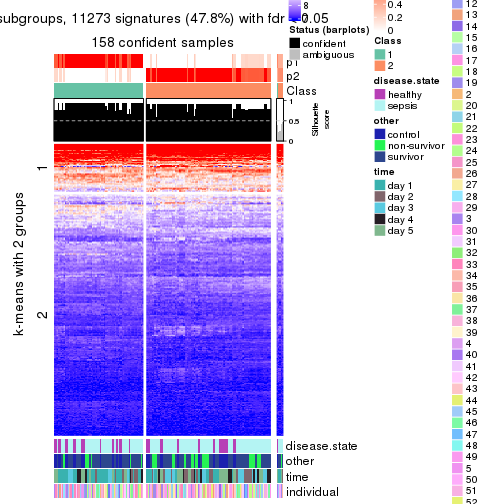 subgroups, 11273 signatures (47.8%) with fdr < 0.05
158 confident samples
p1
p2
Class
1
0.5
0
Silhouette
score
k-means with 2 groups
1
2
disease.state
other
time
individual
8
Status (barplots)
confident
ambiguous
0.4
0.2
0
Class
1
2
disease.state
healthy
sepsis
other
control
non-survivor
survivor
time
day 1
day 2
day 3
day 4
day 5
12
13
14
15
16
17
18
19
2
20
21
22
23
24
25
26
27
28
29
3
30
31
32
33
34
35
36
37
38
39
4
40
41
42
43
44
45
46
47
48
49
5
50
51
52